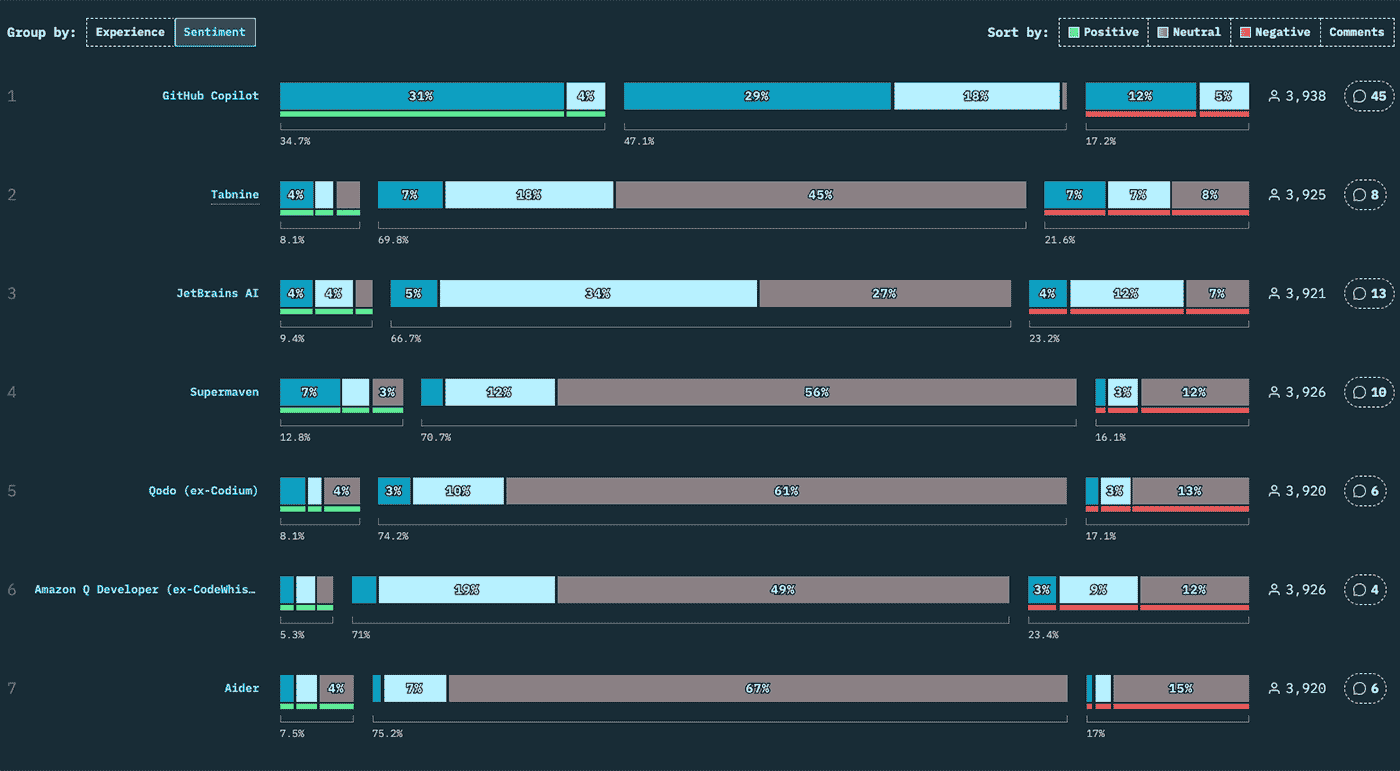 Group by: Experience Sentiment Sort by: Positive Neutral Negative Comments
1 GitHub Copilot 31% 4% 29% 18% 12% 5% 3,938 45
34.7% 47.1% 17.2%
2 Tabnine 4% 7% 18% 45% 7% 7% 8% 3,925 8
8.1% 69.8% 21.6%
3 JetBrains AI 4% 4% 5% 34% 27% 4% 12% 7% 3,921 13
9.4% 66.7% 23.2%
4 Supermaven 7% 3% 12% 56% 3% 12% 3,926 10
12.8% 70.7% 16.1%
5 Qodo (ex-Codium) 4% 3% 10% 61% 3% 13% 3,920 6
8.1% 74.2% 17.1%
6 Amazon Q Developer (ex-CodeWhis… 19% 49% 3% 9% 12% 3,926 4
5.3% 71% 23.4%
7 Aider 4% 7% 67% 15% 3,920 6
7.5% 75.2% 17%